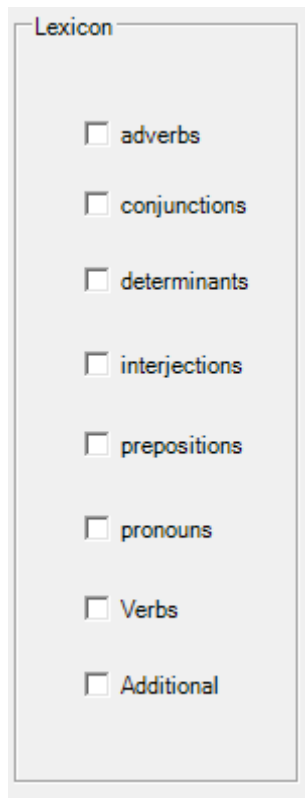 Lexicon
adverbs
conjunctions
determinants
interjections
prepositions
pronouns
Verbs
Additional